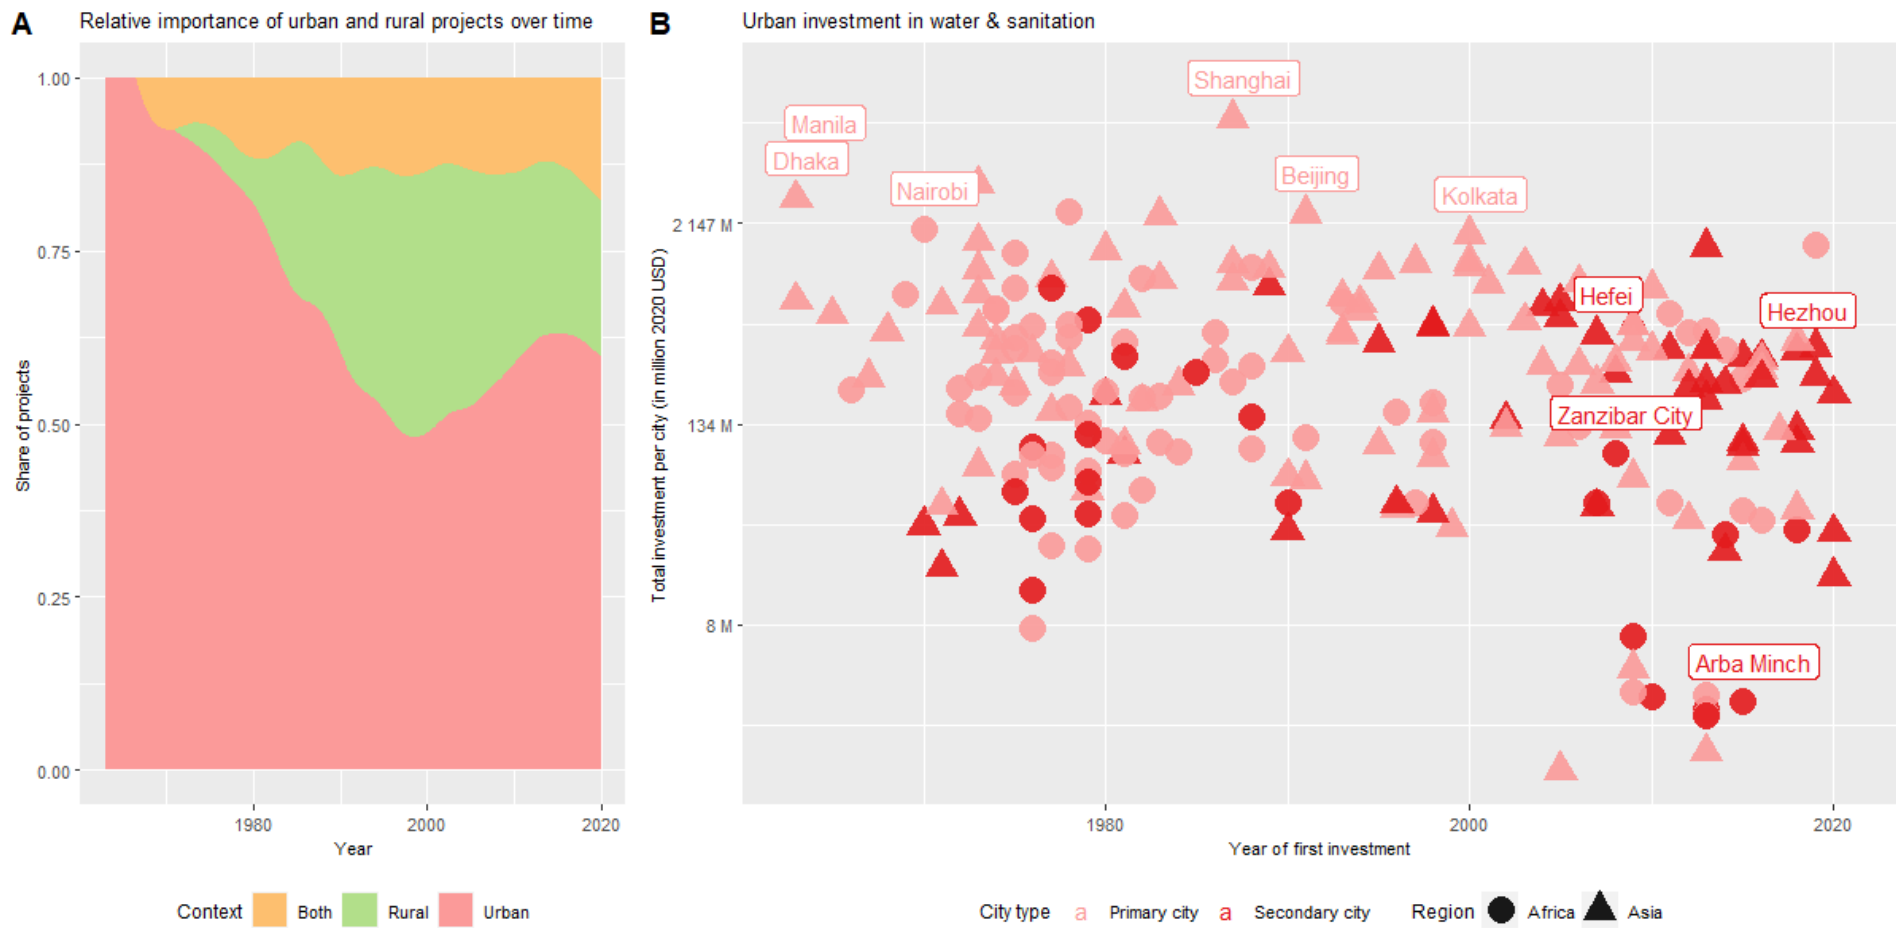 A
Relative importance of urban and rural projects over time
Share of projects
1.00
0.75
0.50
0.25
0.00
1980
2000
2020
Year
Context
Both
Rural
Urban
B
Urban investment in water & sanitation
Total investment per city (in million 2020 USD)
2 147 M
134 M
8 M
Shanghai
Manila
Dhaka
Nairobi
Beijing
Kolkata
Hefei
Hezhou
Zanzibar City
Arba Minch
1980
2000
2020
Year of first investment
City type
a Primary city
a Secondary city
Region
Africa
Asia